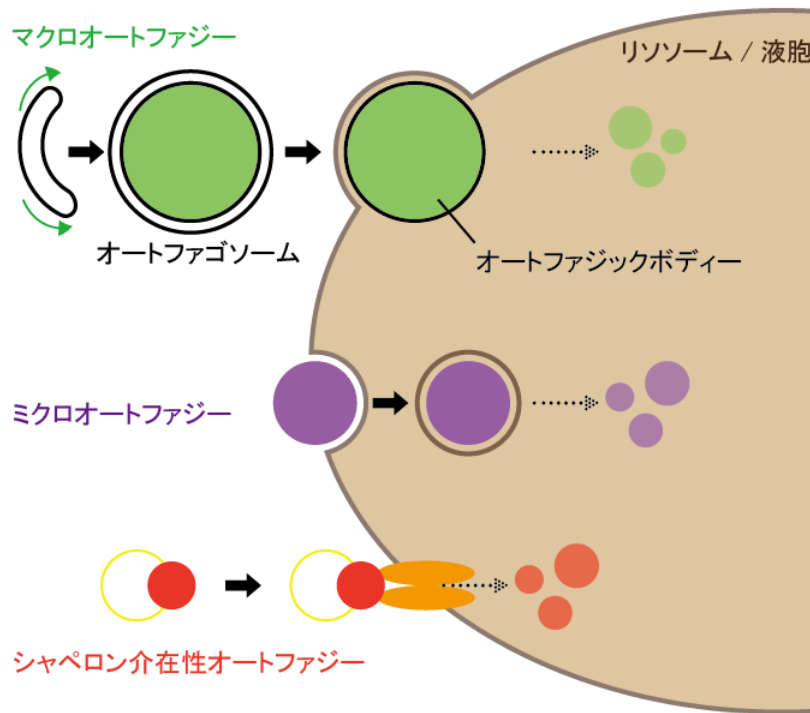 マクロオートファジー
リソソーム / 液胞
オートファゴソーム
オートファジックボディー
ミクロオートファジー
シャペロン介在性オートファジー